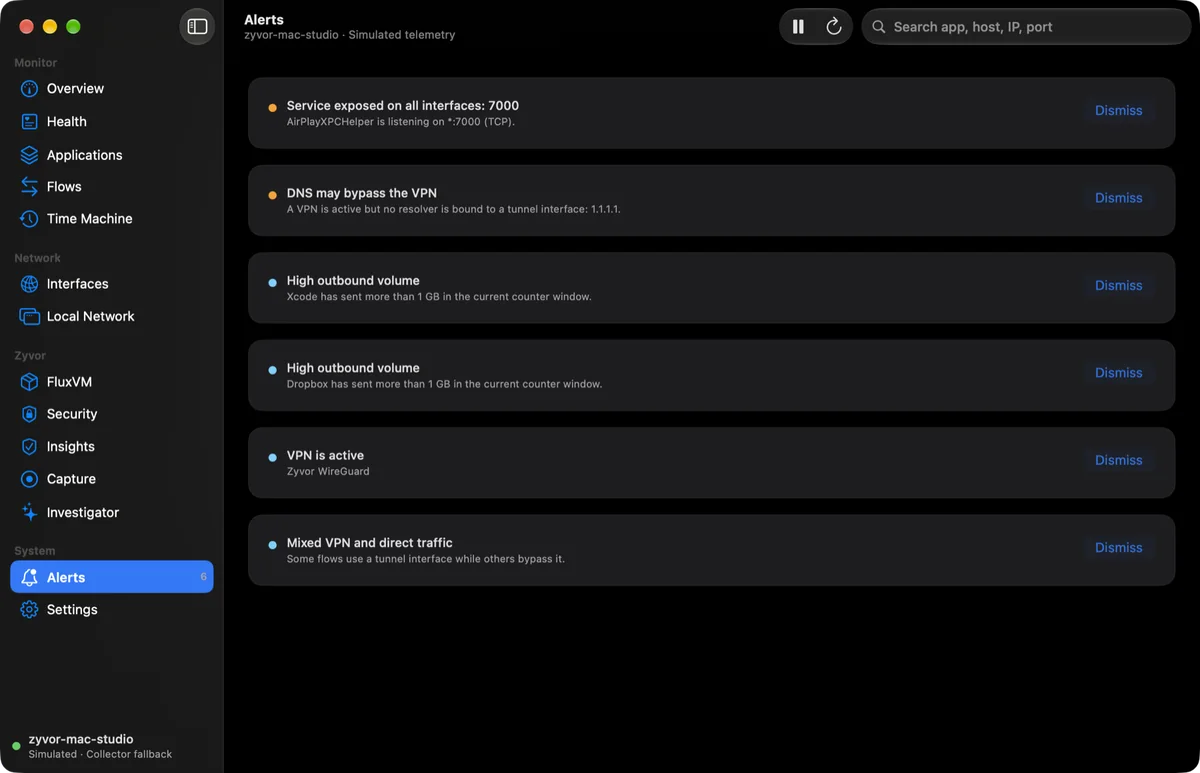 Monitor
Overview
Health
Applications
Flows
Time Machine
Network
Interfaces
Local Network
Zyvor
FluxVM
Security
Insights
Capture
Investigator
System
Alerts 6
Settings
zyvor-mac-studio
Simulated · Collector fallback
Alerts
zyvor-mac-studio · Simulated telemetry
Search app, host, IP, port
Service exposed on all interfaces: 7000
AirPlayXPCHelper is listening on *:7000 (TCP).
Dismiss
DNS may bypass the VPN
A VPN is active but no resolver is bound to a tunnel interface: 1.1.1.1.
Dismiss
High outbound volume
Xcode has sent more than 1 GB in the current counter window.
Dismiss
High outbound volume
Dropbox has sent more than 1 GB in the current counter window.
Dismiss
VPN is active
Zyvor WireGuard
Dismiss
Mixed VPN and direct traffic
Some flows use a tunnel interface while others bypass it.
Dismiss